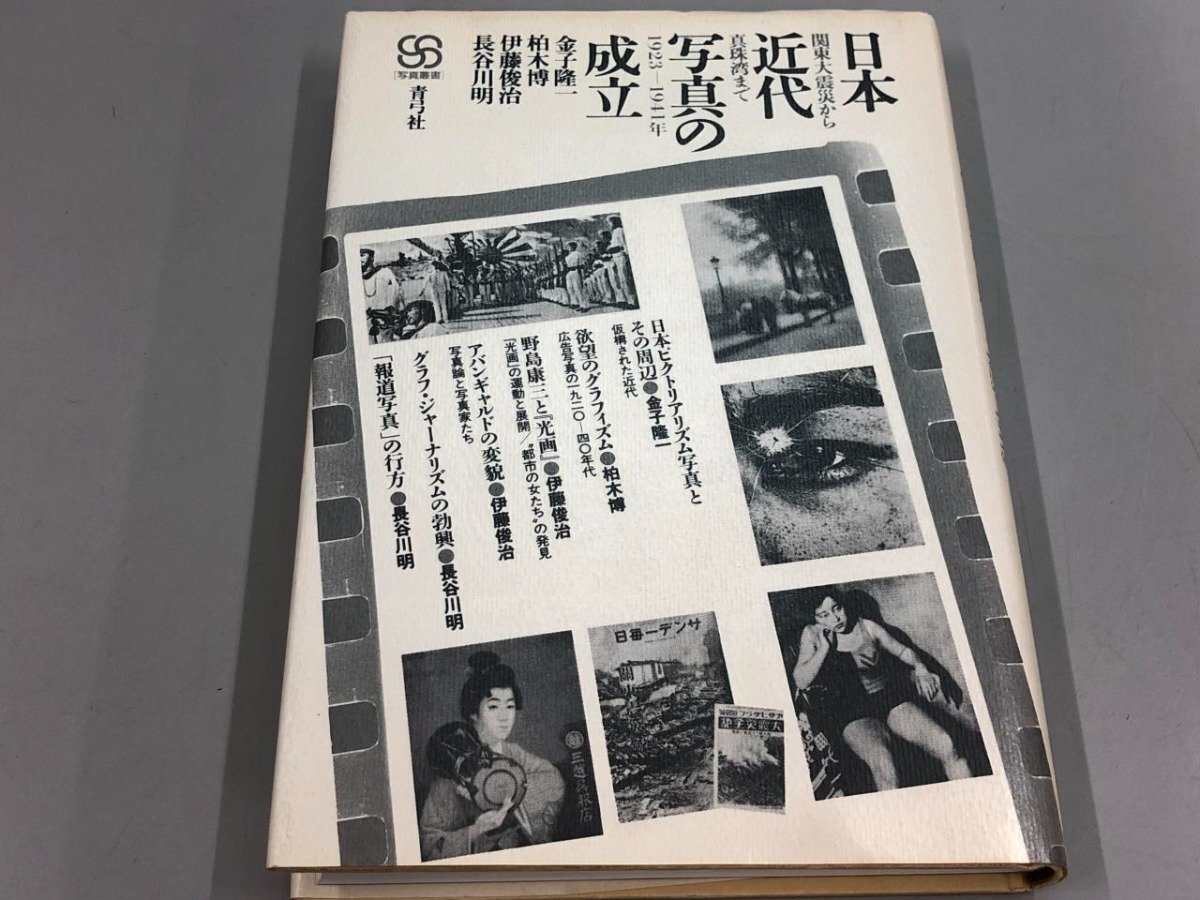 日本
近代
写真の
成立
関東大震災から
真珠湾まで
1923—1941年
金子隆一
柏木博
伊藤俊治
長谷川明
[写真叢書]
青弓社
日本“ピクトリアリズム写真”と
その周辺●金子隆一
仮構された近代
欲望のグラフィズム●柏木博
広告写真の一九二〇—四〇年代
野島康三と『光画』●伊藤俊治
『光画』の運動と展開/“都市の女たち”の発見
アバンギャルドの変貌●伊藤俊治
写真論と写真家たち
グラフ・ジャーナリズムの勃興●長谷川明
「報道写真」の行方●長谷川明
日毎一デンサ